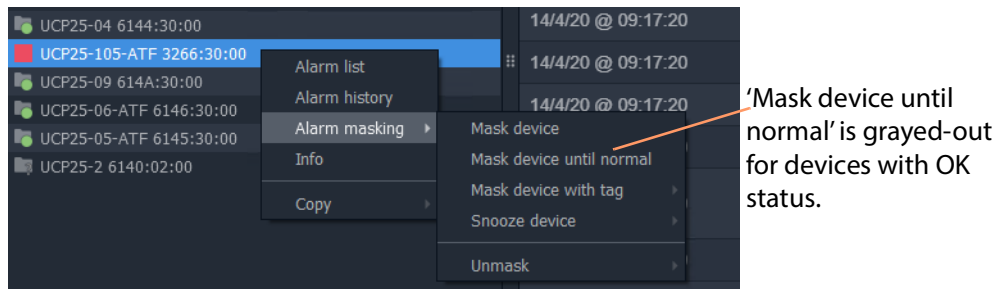 UCP25-04 6144:30:00
14/4/20 @ 09:17:20
UCP25-105-ATF 3266:30:00
14/4/20 @ 09:17:20
UCP25-09 614A:30:00
UCP25-06-ATF 6146:30:00
14/4/20 @ 09:17:20
UCP25-05-ATF 6145:30:00
UCP25-2 6140:02:00
Alarm list
Alarm history
Alarm masking
Info
Copy
Mask device
Mask device until normal
Mask device with tag
Snooze device
Unmask
‘Mask device until
normal’ is grayed-out
for devices with OK
status.